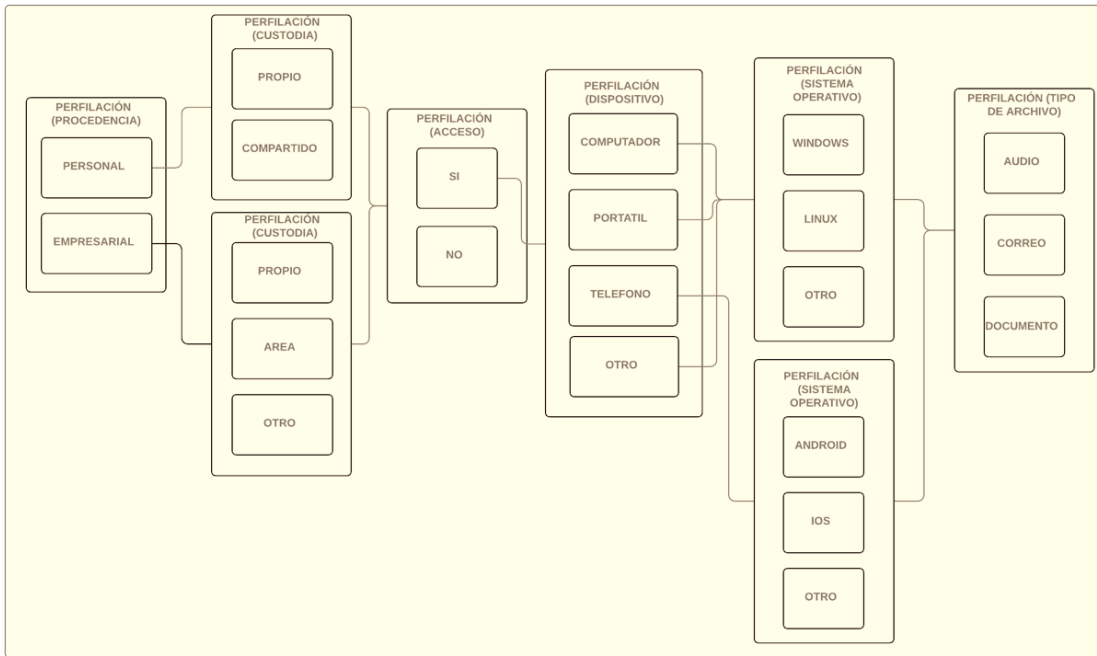 PERFILACIÓN
(PROCEDENCIA)
PERSONAL
EMPRESARIAL
PERFILACIÓN
(CUSTODIA)
PROPIO
COMPARTIDO
PERFILACIÓN
(CUSTODIA)
PROPIO
AREA
OTRO
PERFILACIÓN
(ACCESO)
SI
NO
PERFILACIÓN
(DISPOSITIVO)
COMPUTADOR
PORTATIL
TELEFONO
OTRO
PERFILACIÓN
(SISTEMA
OPERATIVO)
WINDOWS
LINUX
OTRO
PERFILACIÓN
(SISTEMA
OPERATIVO)
ANDROID
IOS
OTRO
PERFILACIÓN (TIPO
DE ARCHIVO)
AUDIO
CORREO
DOCUMENTO